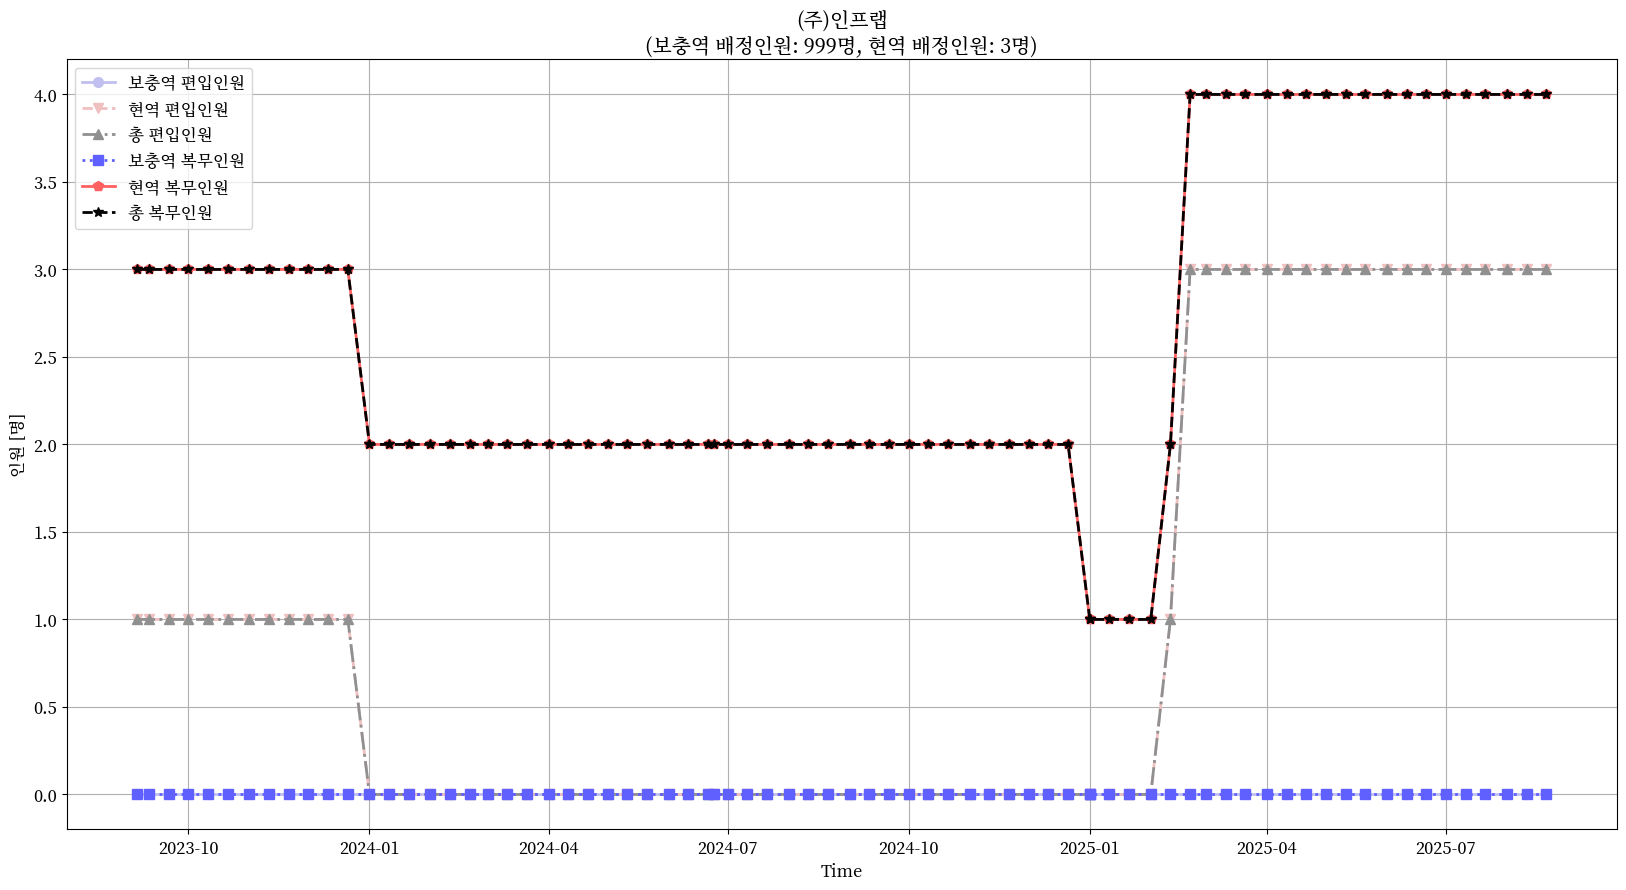 (주)인프랩
(보충역 배정인원: 999명, 현역 배정인원: 3명)
보충역 편입인원
현역 편입인원
총 편입인원
보충역 복무인원
현역 복무인원
총 복무인원
4.0
3.5
3.0
2.5
2.0
1.5
1.0
0.5
0.0
인원 [명]
2023-10 2024-01 2024-04 2024-07 2024-10 2025-01 2025-04 2025-07
Time